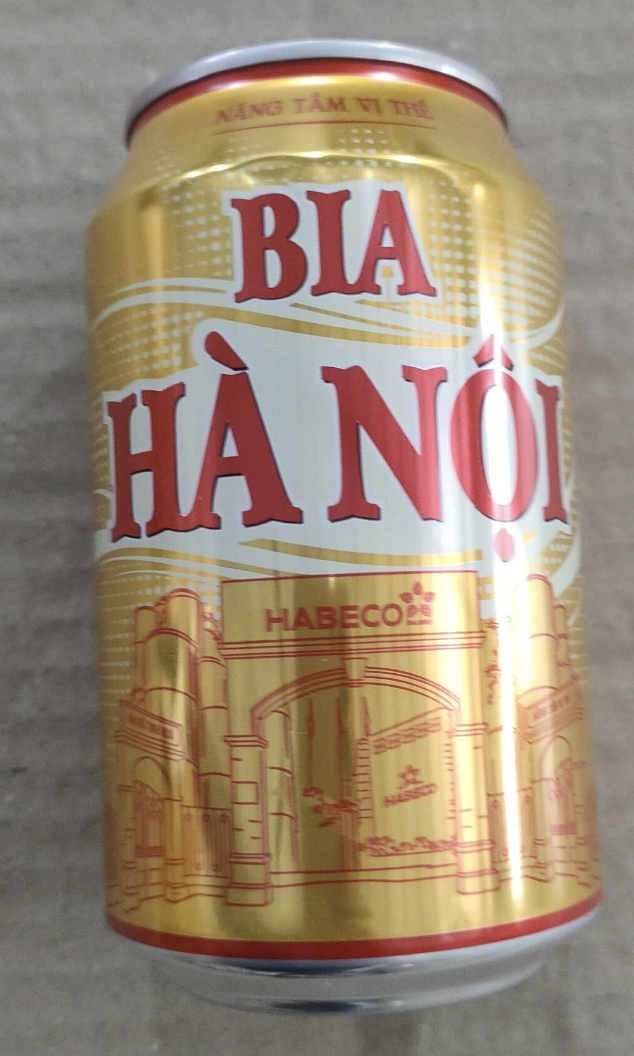 NÂNG TẦM VỊ THẾ
BIA
HÀ NỘI
HABECO
HABECO